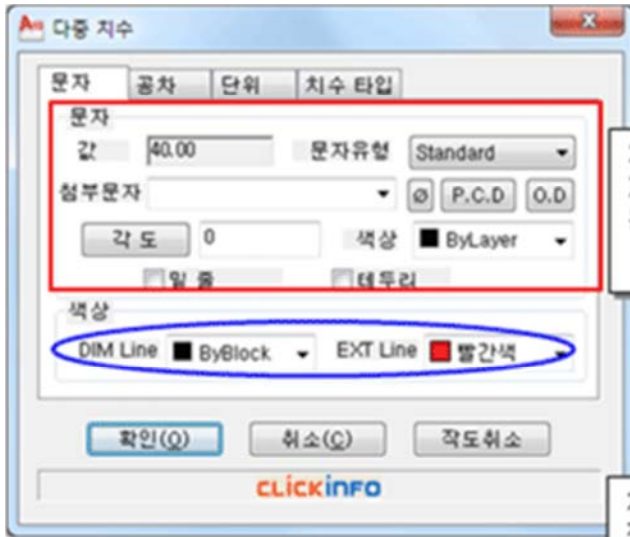 다중 치수
문자 공차 단위 치수 타입
문자
값 40.00 문자유형 Standard
첨부문자 Ø P.C.D O.D
각 도 0 색상 ByLayer
밑 줄 테두리
색상
DIM Line ByBlock EXT Line 빨간색
확인(O) 취소(C) 작도취소
CLICKINFO